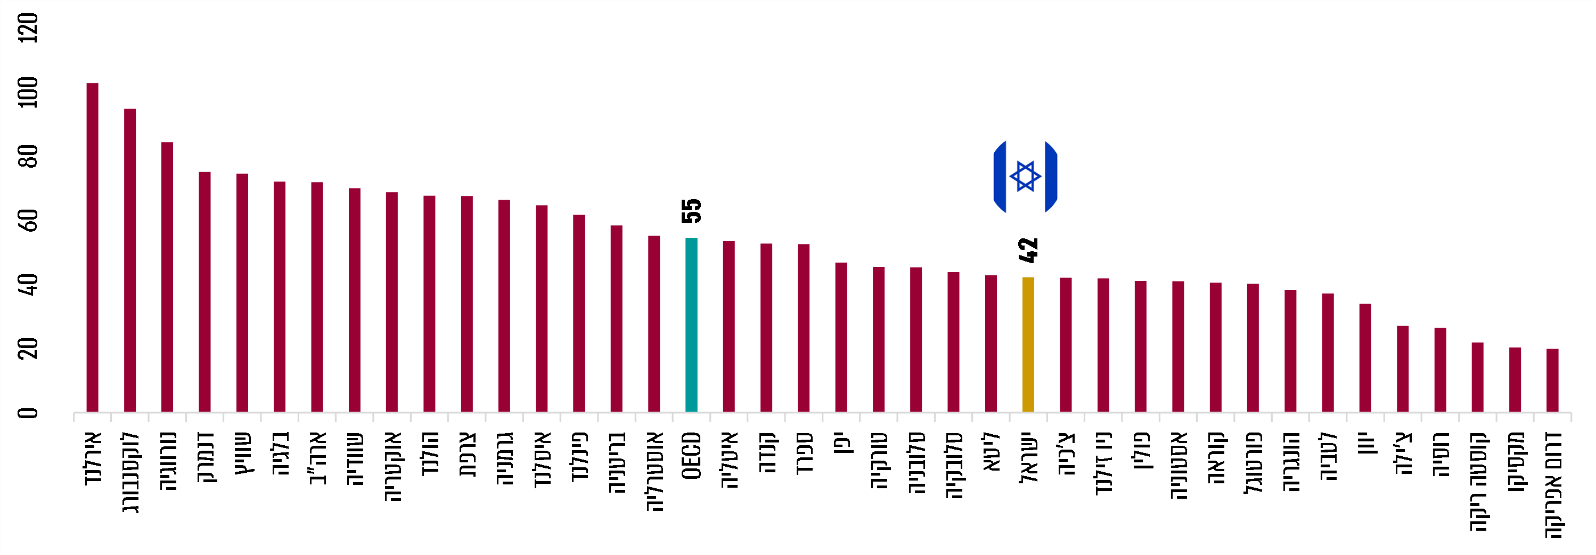 120
100
80
60
40
20
0
55
42
אירלנד
לוקסמבורג
נורווגיה
דנמרק
שוויץ
בלגיה
ארה"ב
שוודיה
אוסטריה
הולנד
צרפת
גרמניה
איסלנד
פינלנד
בריטניה
אוסטרליה
OECD
איטליה
קנדה
ספרד
יפן
טורקיה
סלובניה
סלובקיה
ליטא
ישראל
צ'כיה
ניו זילנד
פולין
אסטוניה
קוראה
פורטוגל
הונגריה
לטביה
יוון
צ'ילה
רוסיה
קוסטה ריקה
מקסיקו
דרום אפריקה